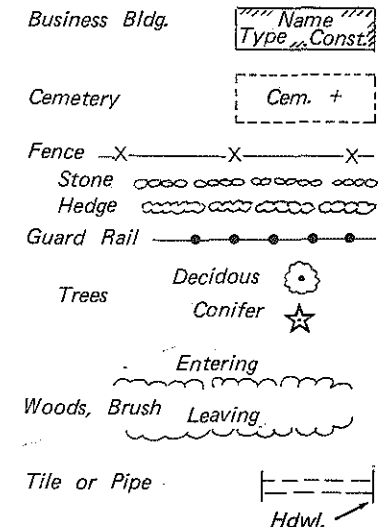 Business Bldg. Name
Type Const.
Cemetery Cem. +
Fence X X X
Stone
Hedge
Guard Rail
Decidous
Trees
Conifer
Entering
Woods, Brush Leaving
Tile or Pipe
Hdwl.